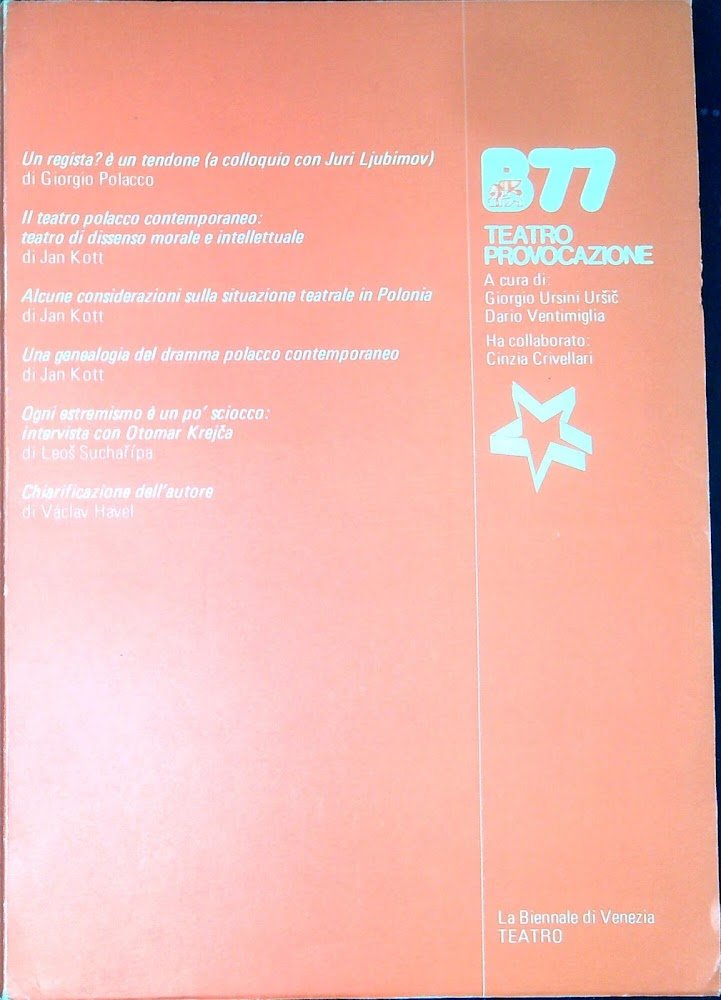 Un regista? è un tendone (a colloquio con Juri Ljubimov)
di Giorgio Polacco
Il teatro polacco contemporaneo:
teatro di dissenso morale e intellettuale
di Jan Kott
Alcune considerazioni sulla situazione teatrale in Polonia
di Jan Kott
Una genealogia del dramma polacco contemporaneo
di Jan Kott
Ogni estremismo è un po' sciocco:
intervista con Otomar Krejča
di Leoš Suchařípa
Chiarificazione dell'autore
di Václav Havel
B77
TEATRO
PROVOCAZIONE
A cura di:
Giorgio Ursini Uršič
Dario Ventimiglia
Ha collaborato:
Cinzia Crivellari
La Biennale di Venezia
TEATRO